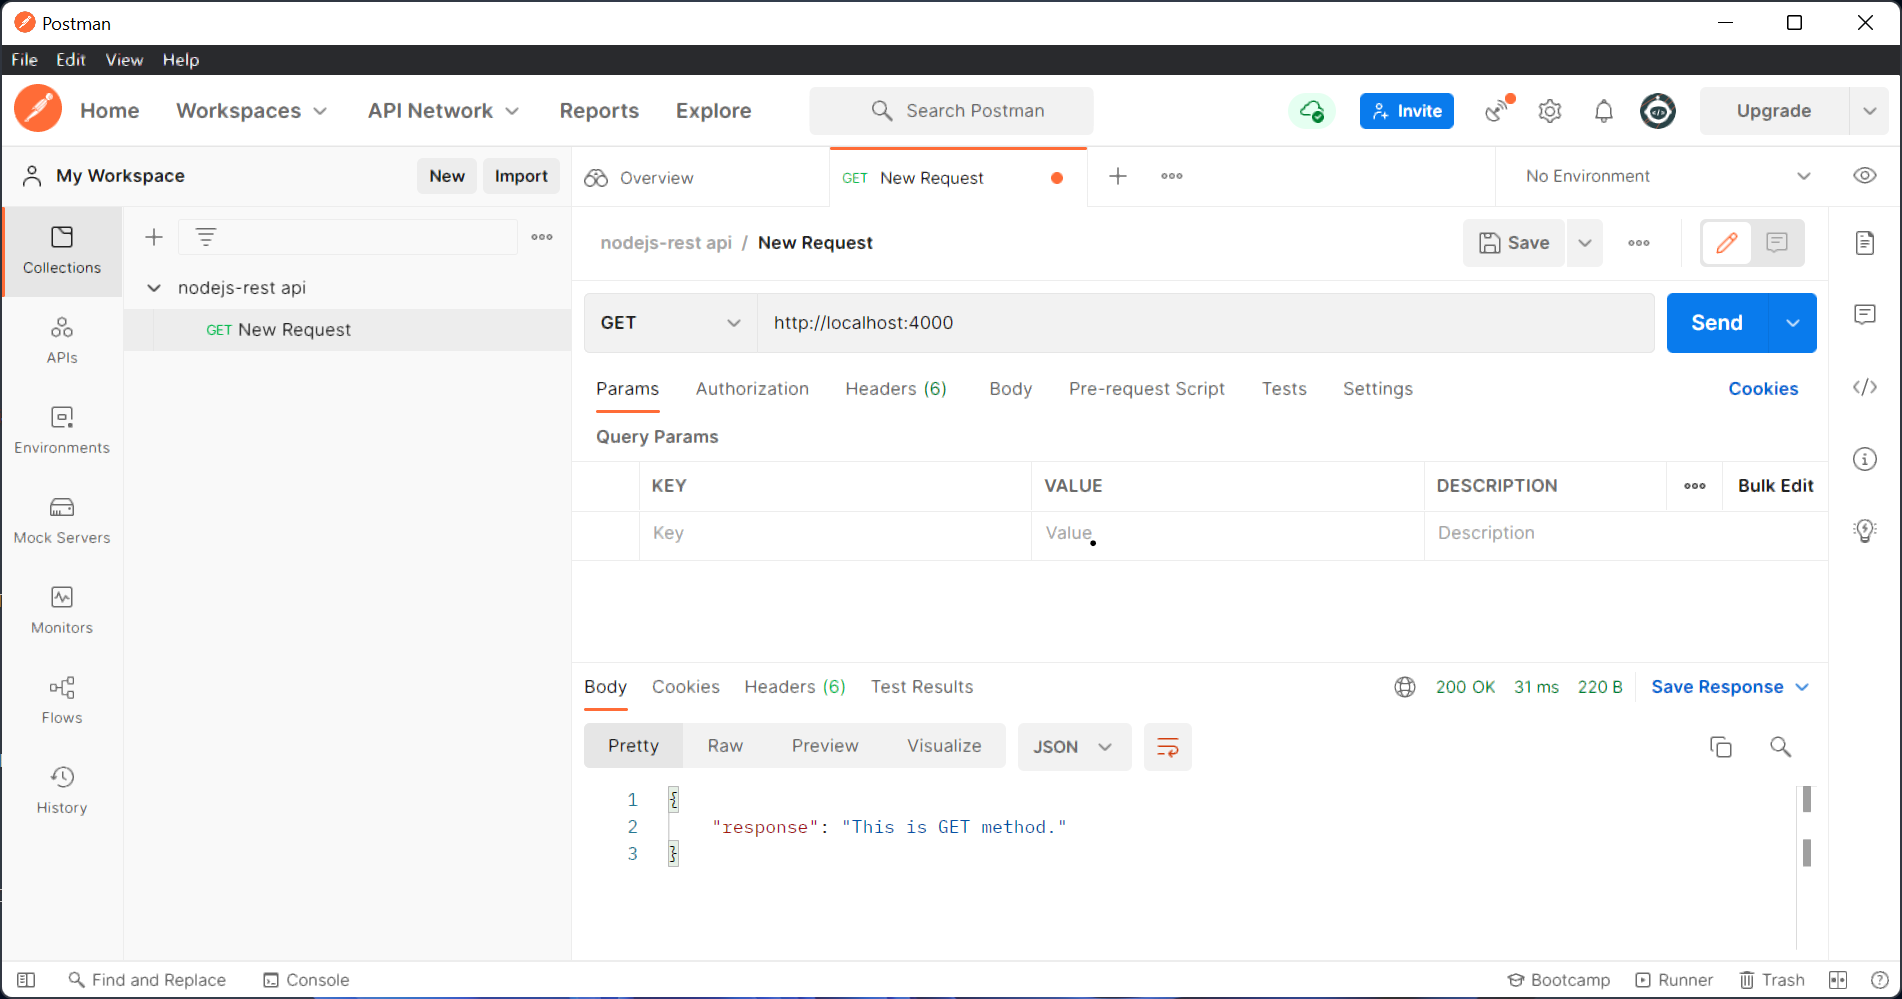 Postman
File Edit View Help
Home Workspaces API Network Reports Explore Search Postman Invite Upgrade
My Workspace New Import Overview GET New Request No Environment
Collections
APIs
Environments
Mock Servers
Monitors
Flows
History
nodejs-rest api
GET New Request
nodejs-rest api / New Request Save
GET http://localhost:4000 Send
Params Authorization Headers (6) Body Pre-request Script Tests Settings Cookies
Query Params
KEY VALUE DESCRIPTION Bulk Edit
Key Value Description
Body Cookies Headers (6) Test Results 200 OK 31 ms 220 B Save Response
Pretty Raw Preview Visualize JSON
1 {
2 "response": "This is GET method."
3 }
Find and Replace Console Bootcamp Runner Trash